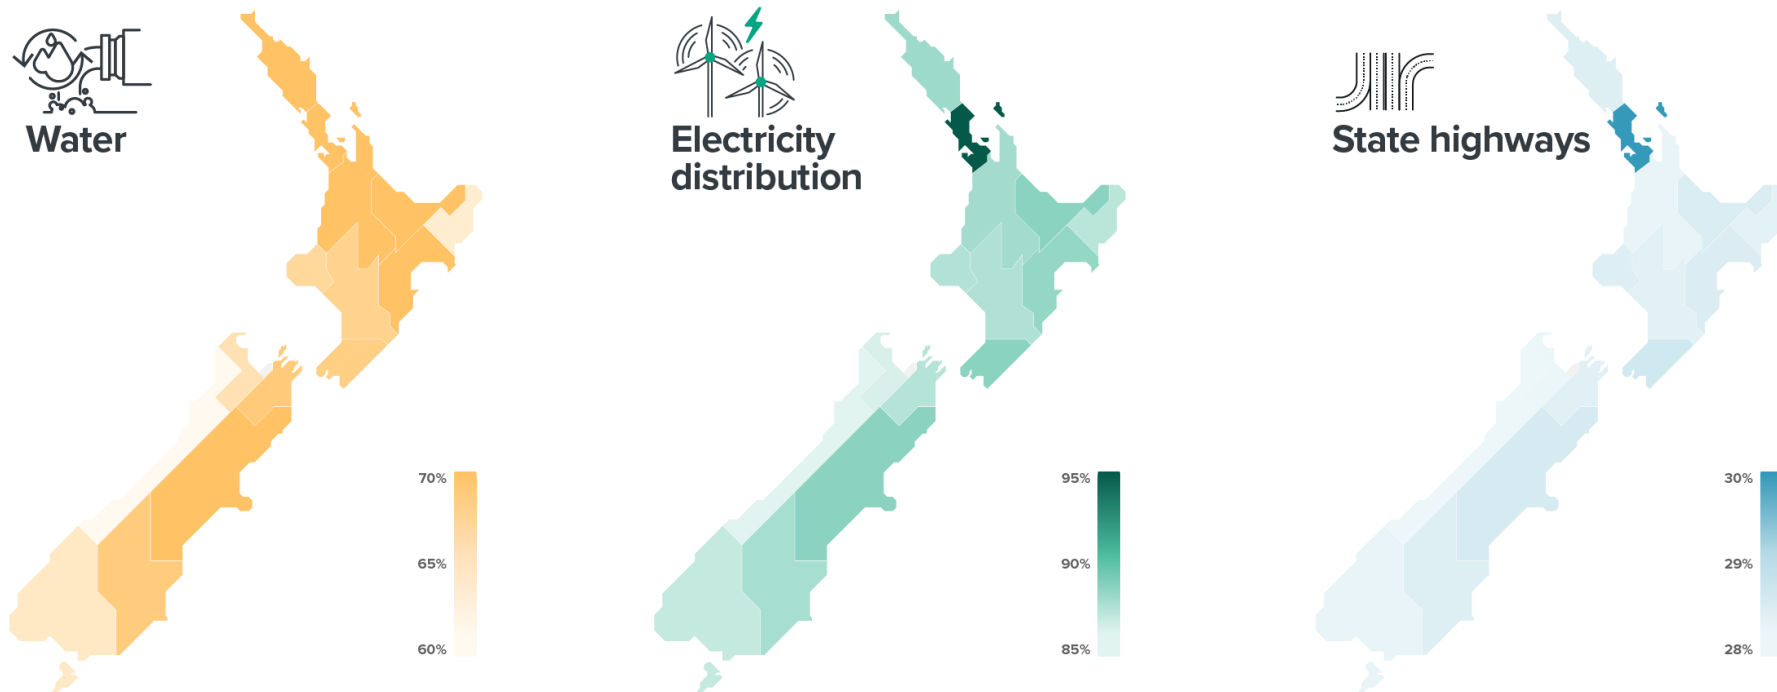 Water
70%
65%
60%
Electricity
distribution
95%
90%
85%
State highways
30%
29%
28%